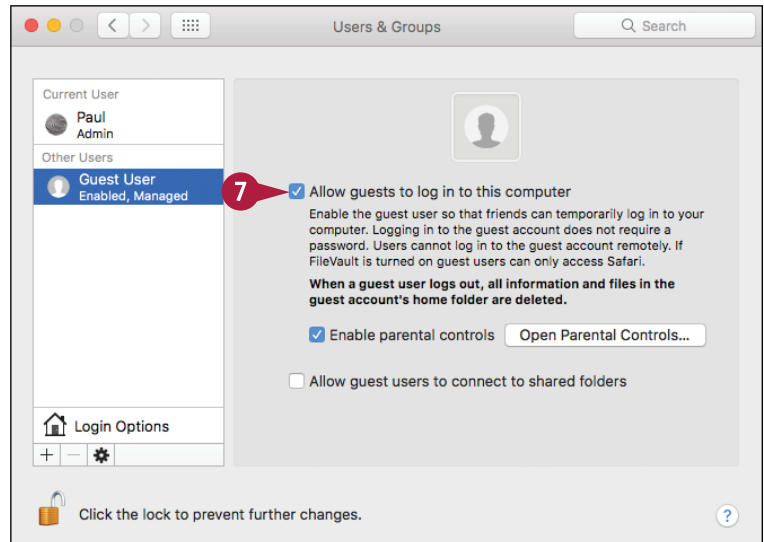 Users & Groups
Search
Current User
Paul
Admin
Other Users
Guest User
Enabled, Managed
7
Allow guests to log in to this computer
Enable the guest user so that friends can temporarily log in to your
computer. Logging in to the guest account does not require a
password. Users cannot log in to the guest account remotely. If
FileVault is turned on guest users can only access Safari.
When a guest user logs out, all information and files in the
guest account's home folder are deleted.
Enable parental controls
Open Parental Controls...
Allow guest users to connect to shared folders
Login Options
+ −
Click the lock to prevent further changes.
?